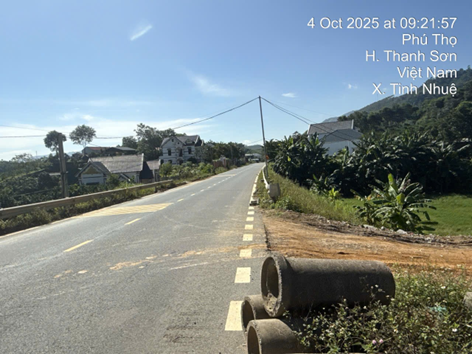 4 Oct 2025 at 09:21:57
Phú Thọ
H. Thanh Sơn
Việt Nam
X. Tinh Nhuệ